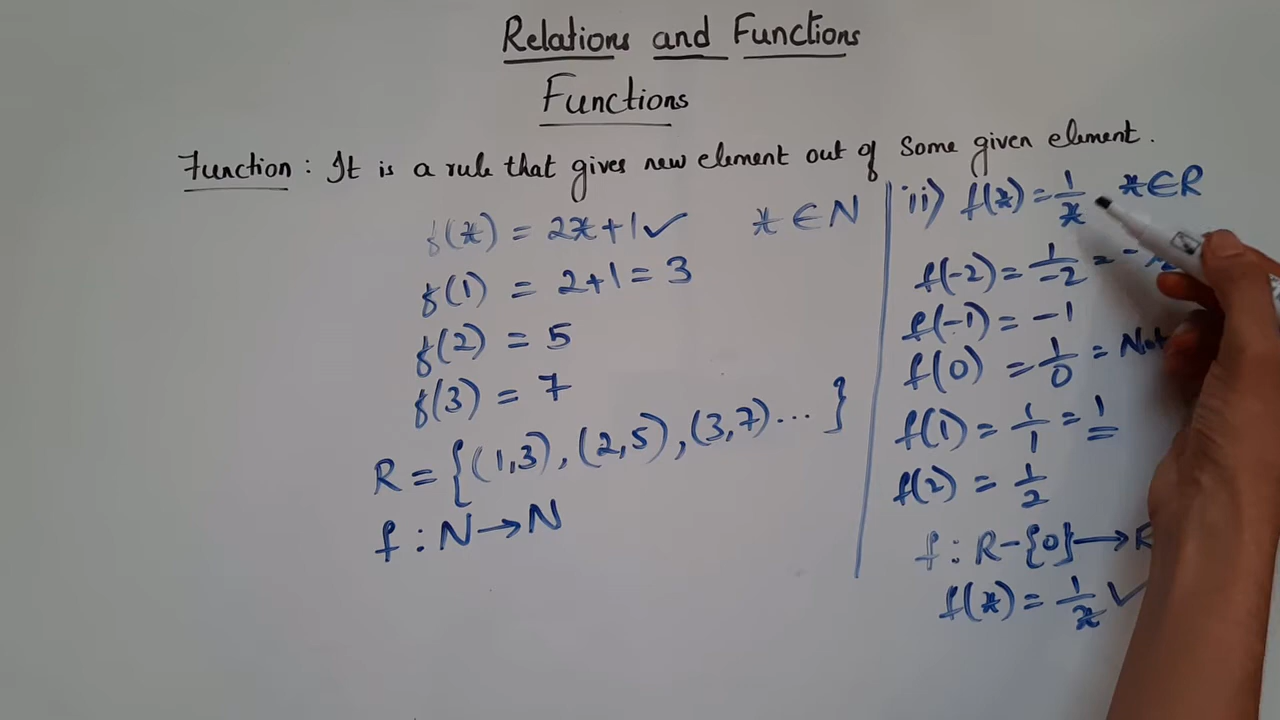 Relations and Functions
Functions
Function : It is a rule that gives new element out of some given element.
f(x) = 2x+1 ✓ x ∈ N
f(1) = 2+1 = 3
f(2) = 5
f(3) = 7
R = {(1,3), (2,5), (3,7) ... }
f : N → N
ii) f(x) = 1/x x ∈ R
f(-2) = 1/-2 = -
f(-1) = -1
f(0) = 1/0 = Not
f(1) = 1/1 = 1
f(2) = 1/2
f : R-{0} → R
f(x) = 1/x ✓